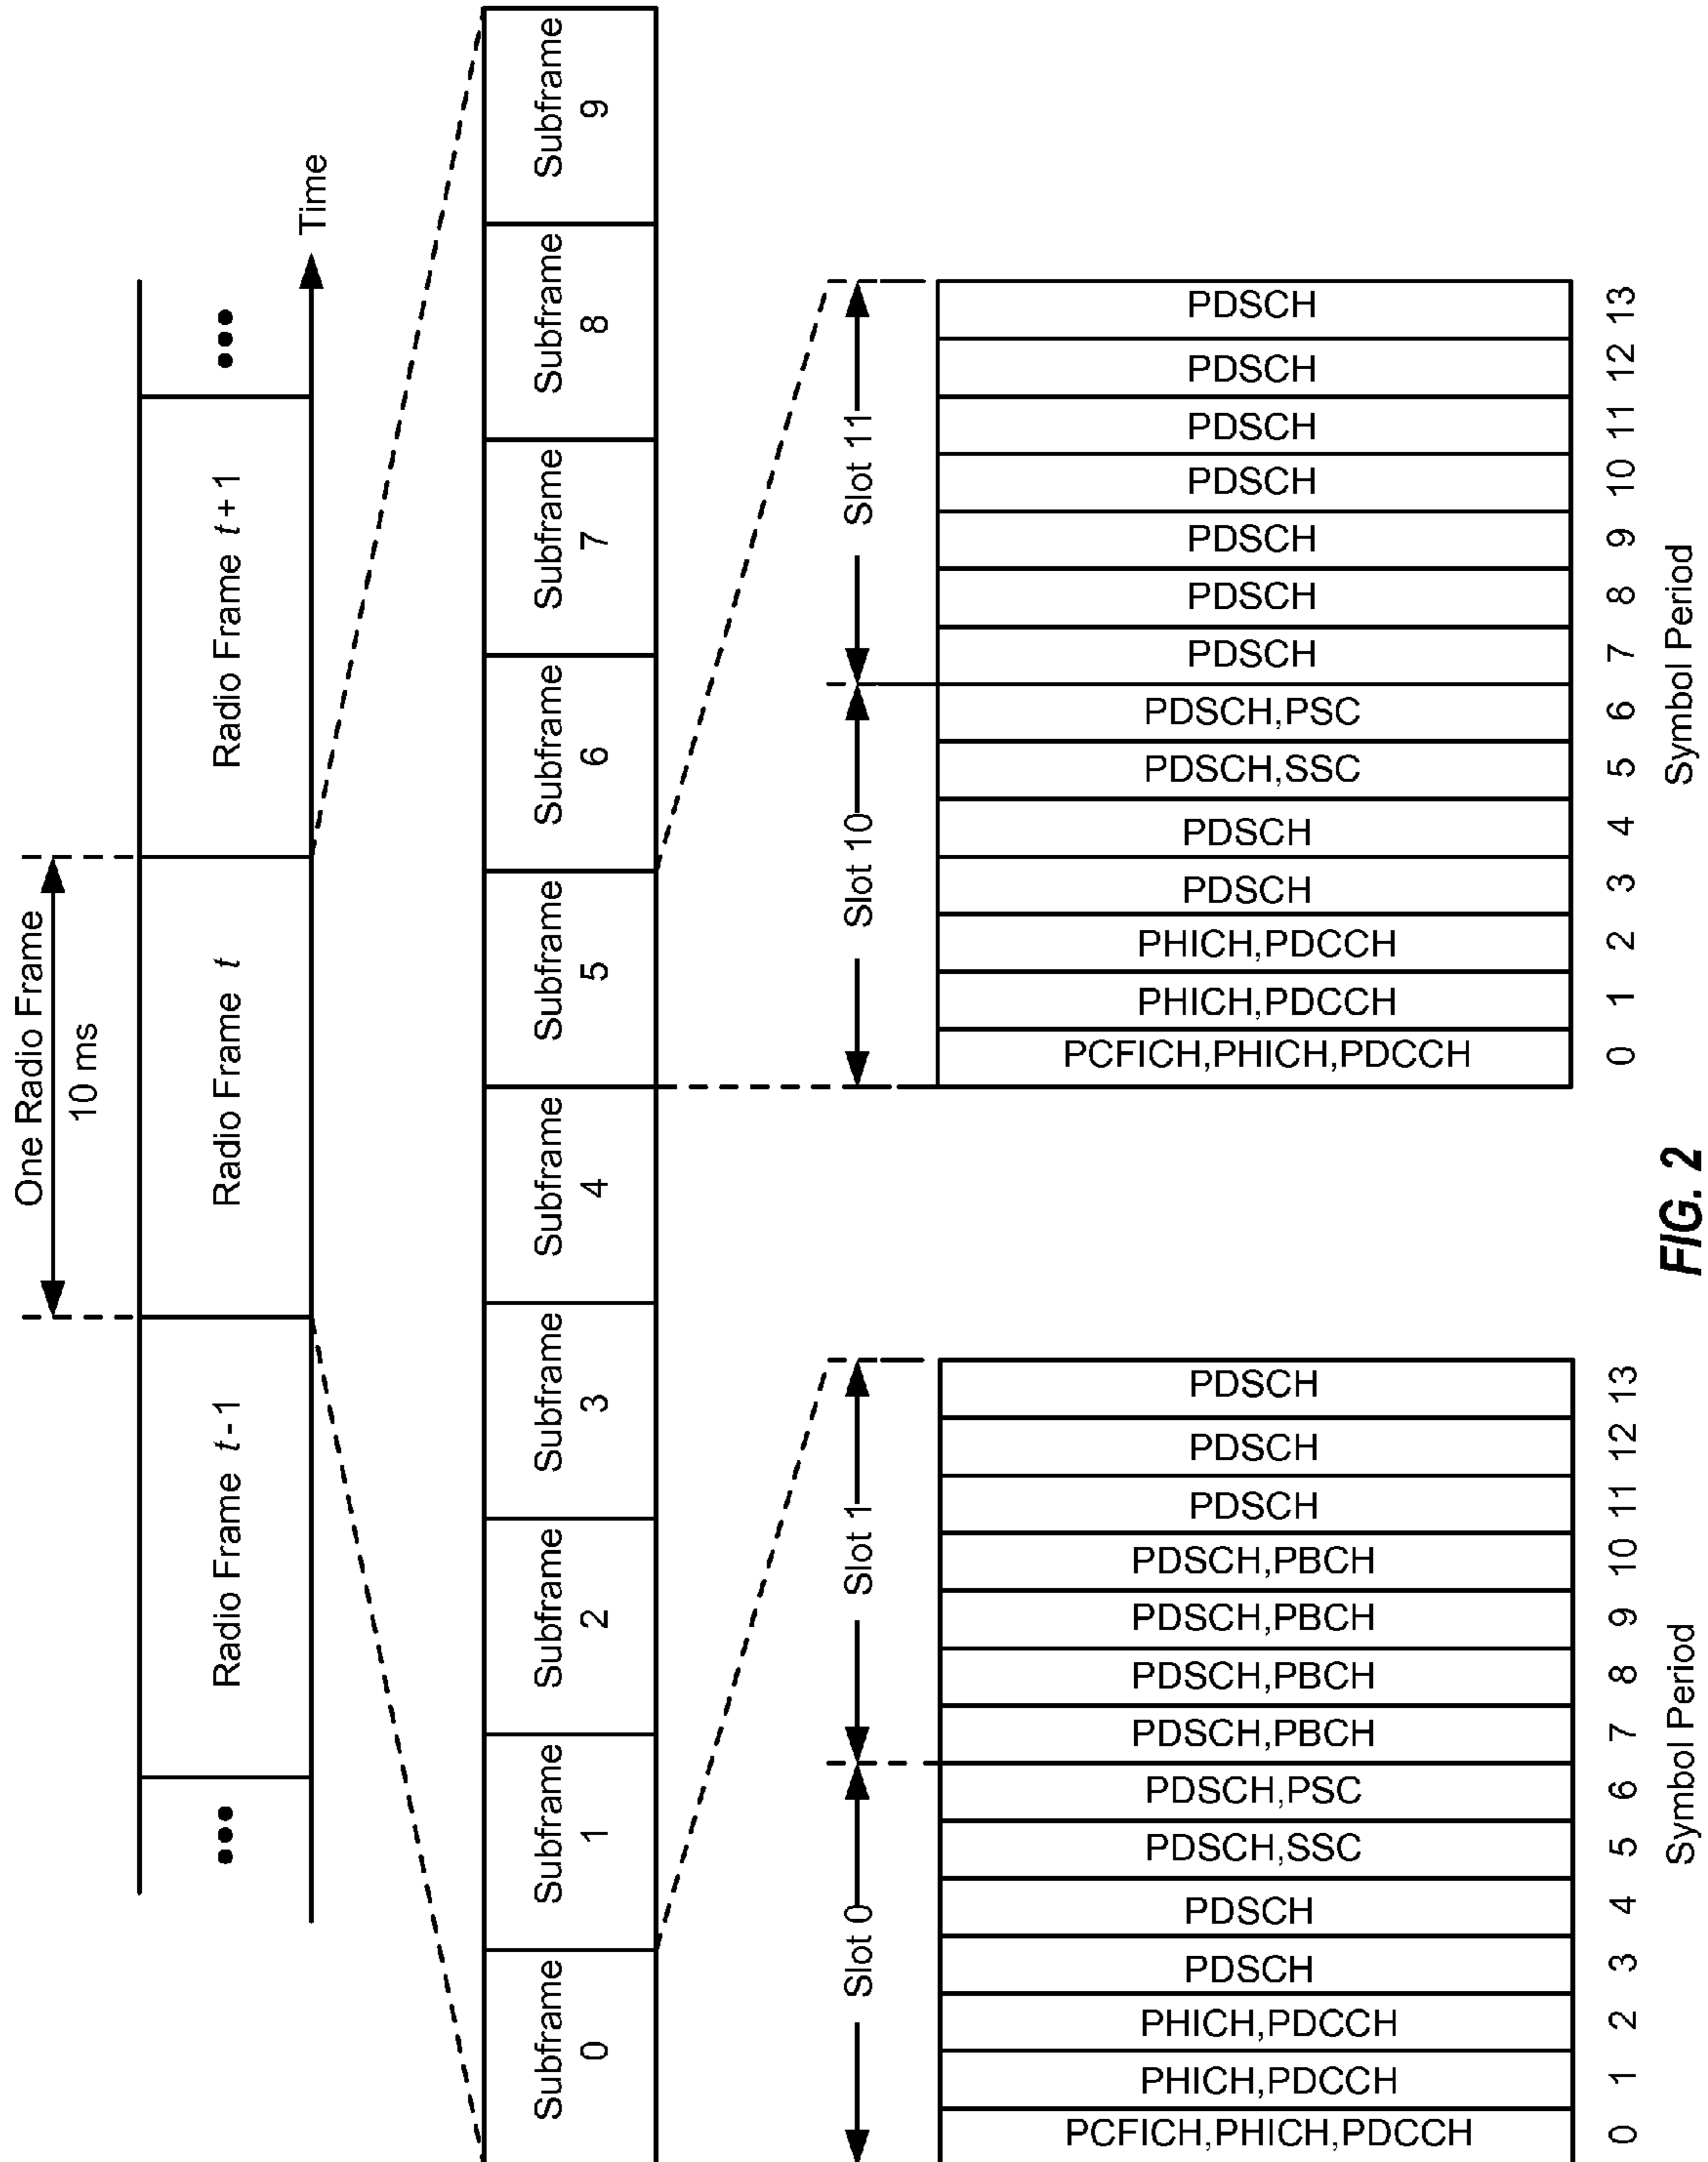 One Radio Frame
10 ms
••• Radio Frame t - 1 Radio Frame t Radio Frame t + 1 •••
Time
Subframe 0
Subframe 1
Subframe 2
Subframe 3
Subframe 4
Subframe 5
Subframe 6
Subframe 7
Subframe 8
Subframe 9
Slot 0
Slot 1
PCFICH,PHICH,PDCCH
PHICH,PDCCH
PHICH,PDCCH
PDSCH
PDSCH
PDSCH,SSC
PDSCH,PSC
PDSCH,PBCH
PDSCH,PBCH
PDSCH,PBCH
PDSCH,PBCH
PDSCH
PDSCH
PDSCH
0 1 2 3 4 5 6 7 8 9 10 11 12 13
Symbol Period
Slot 10
Slot 11
PCFICH,PHICH,PDCCH
PHICH,PDCCH
PHICH,PDCCH
PDSCH
PDSCH
PDSCH,SSC
PDSCH,PSC
PDSCH
PDSCH
PDSCH
PDSCH
PDSCH
PDSCH
PDSCH
0 1 2 3 4 5 6 7 8 9 10 11 12 13
Symbol Period
FIG. 2